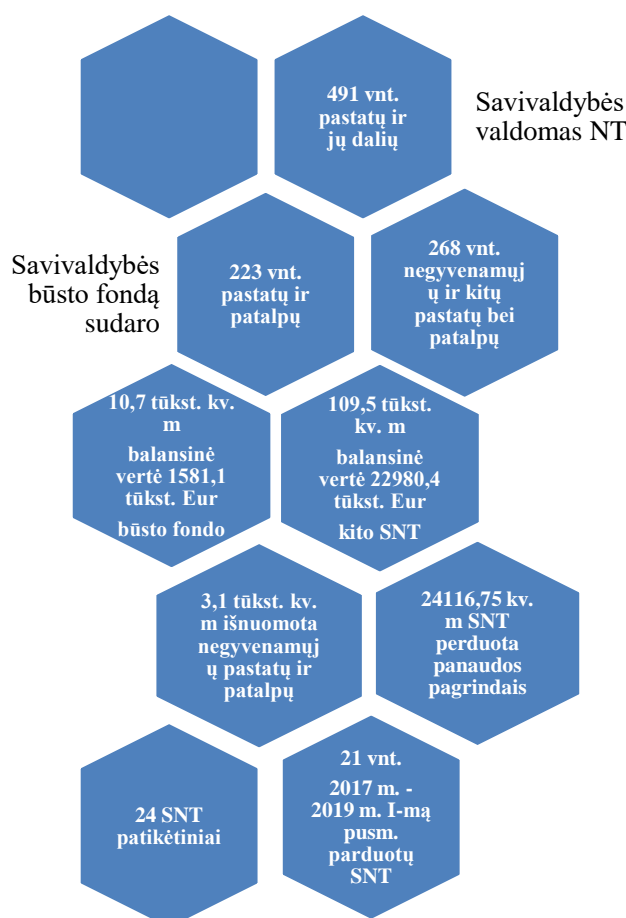 491 vnt.
pastatų ir
jų dalių
Savivaldybės
valdomas NT
Savivaldybės
būsto fondą
sudaro
223 vnt.
pastatų ir
patalpų
268 vnt.
negyvenamųj
ų ir kitų
pastatų bei
patalpų
10,7 tūkst. kv.
m
balansinė
vertė 1581,1
tūkst. Eur
būsto fondo
109,5 tūkst.
kv. m
balansinė
vertė 22980,4
tūkst. Eur
kito SNT
3,1 tūkst. kv.
m išnuomota
negyvenamųj
ų pastatų ir
patalpų
24116,75 kv.
m SNT
perduota
panaudos
pagrindais
24 SNT
patikėtiniai
21 vnt.
2017 m. -
2019 m. I-mą
pusm.
parduotų
SNT